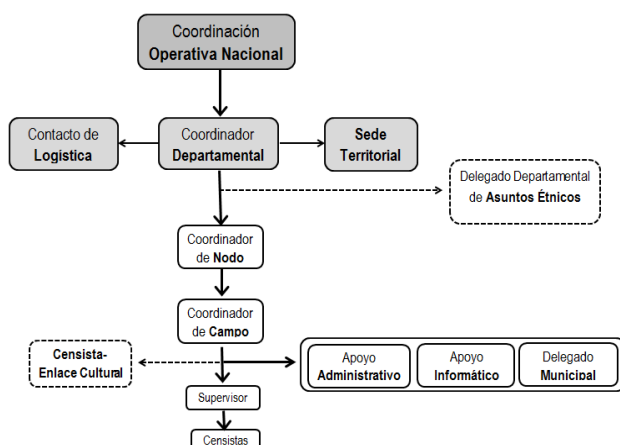 Coordinación
Operativa Nacional
Contacto de
Logística
Coordinador
Departamental
Sede
Territorial
Delegado Departamental
de Asuntos Étnicos
Coordinador
de Nodo
Coordinador
de Campo
Censista-
Enlace Cultural
Apoyo
Administrativo
Apoyo
Informático
Delegado
Municipal
Supervisor
Censistas